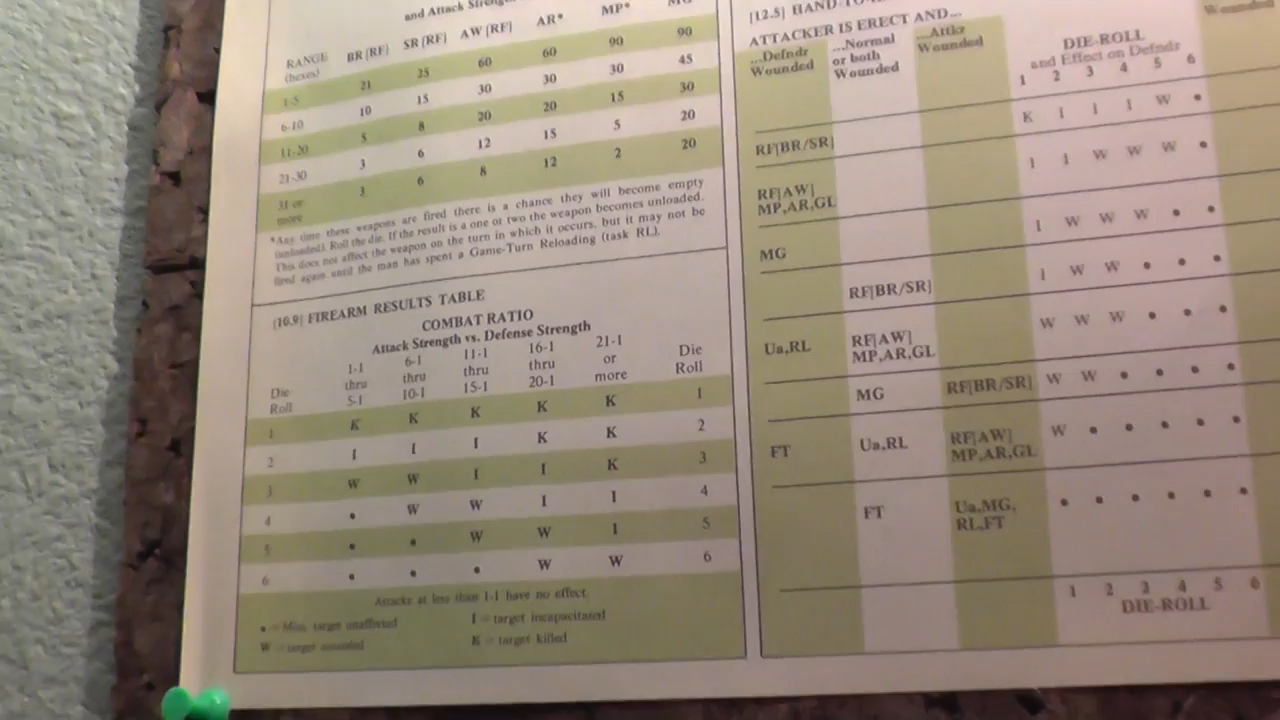 and Attack Streng
RANGE (hexes) BR [RF] SR [RF] AW [RF] AR* MP* MG
1-5 21 25 60 60 90 90
6-10 10 15 30 30 30 45
11-20 5 8 20 20 15 30
21-30 3 6 12 15 5 20
31 or more 3 6 8 12 2 20
*Any time these weapons are fired there is a chance they will become empty
(unloaded). Roll the die. If the result is a one or two the weapon becomes unloaded.
This does not affect the weapon on the turn in which it occurs, but it may not be
fired again until the man has spent a Game-Turn Reloading (task RL).
[10.9] FIREARM RESULTS TABLE
COMBAT RATIO
Attack Strength vs. Defense Strength
Die Roll 1-1 thru 5-1 6-1 thru 10-1 11-1 thru 15-1 16-1 thru 20-1 21-1 or more Die Roll
1 K K K K K 1
2 I I I K K 2
3 W W I I K 3
4 • W W I I 4
5 • • W W I 5
6 • • • W W 6
Attacks at less than 1-1 have no effect.
• = Miss, target unaffected
I = target incapacitated
W = target wounded
K = target killed
[12.5] HAND-TO-
ATTACKER IS ERECT AND...
...Defndr Wounded
...Normal or both Wounded
...Attkr Wounded
DIE-ROLL
and Effect on Defndr
1 2 3 4 5 6
RF[BR/SR] K I I I W •
RF[AW]
MP,AR,GL I I W W W •
MG I W W W • •
RF[BR/SR] I W W • • •
Ua,RL RF[AW]
MP,AR,GL W W W • • •
MG RF[BR/SR] W W • • • •
FT Ua,RL RF[AW]
MP,AR,GL W • • • • •
FT Ua,MG,
RL,FT • • • • • •
1 2 3 4 5 6
DIE-ROLL
Wounded